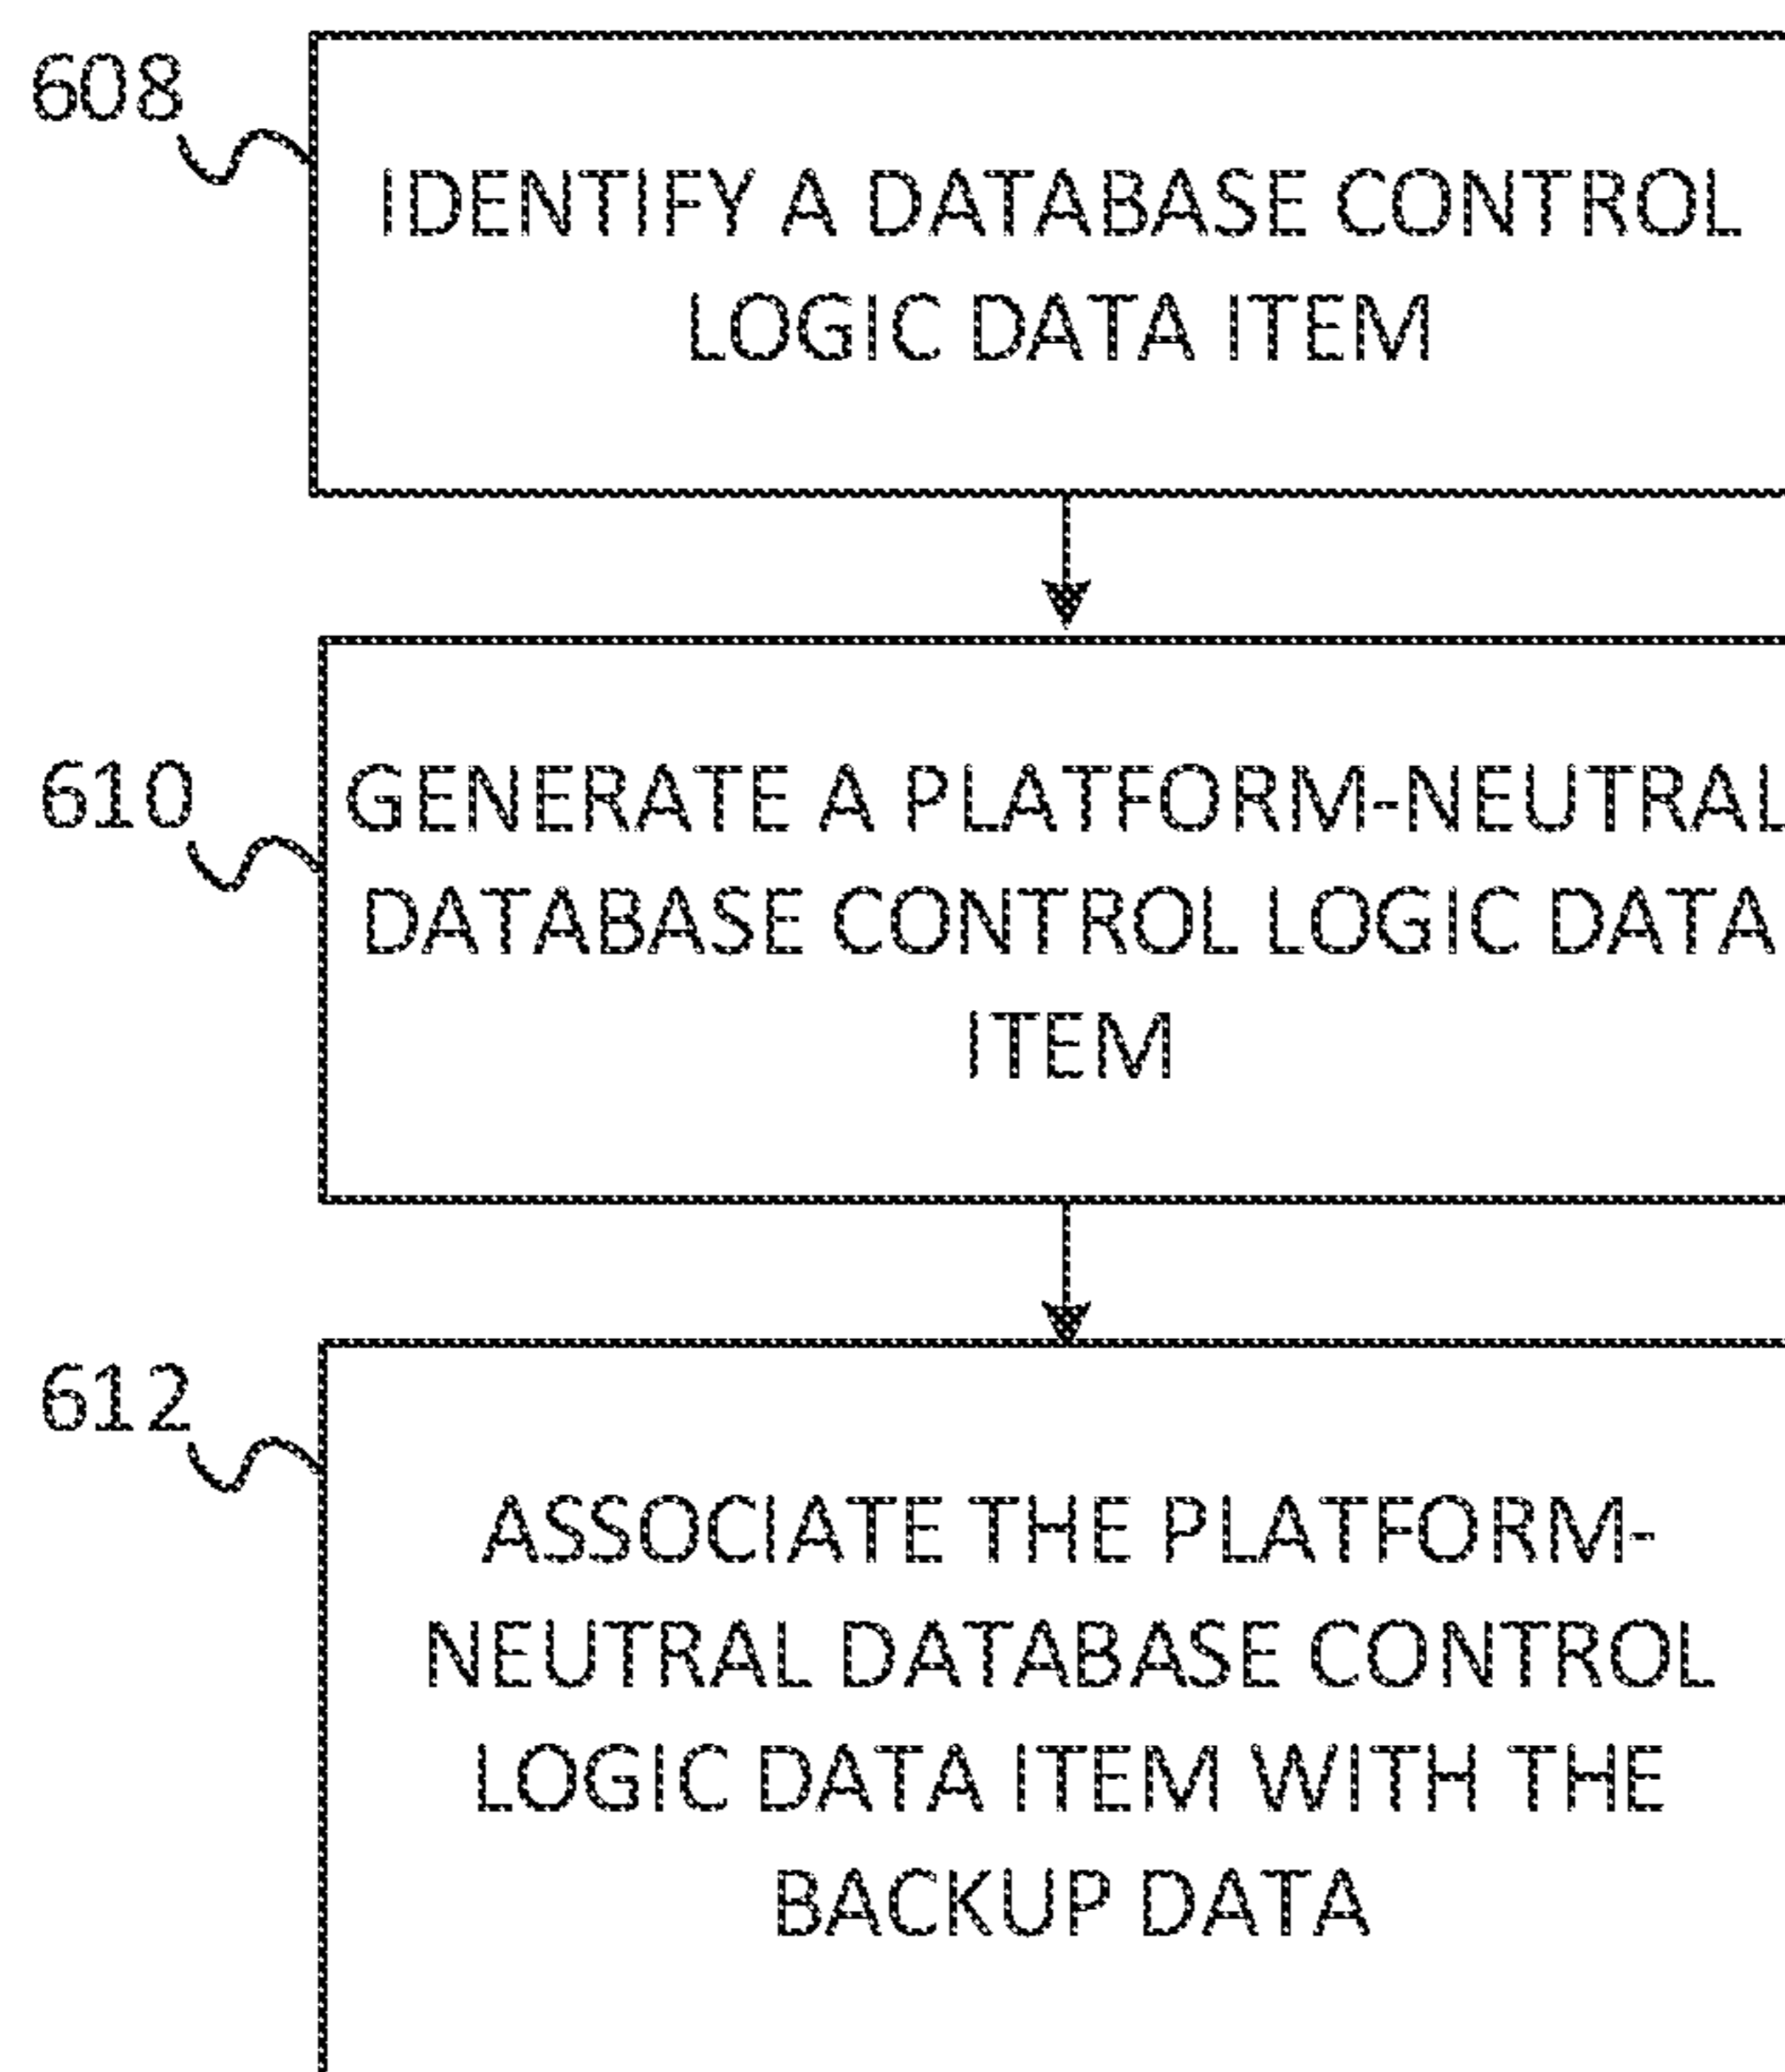 608
IDENTIFY A DATABASE CONTROL
LOGIC DATA ITEM
610
GENERATE A PLATFORM-NEUTRAL
DATABASE CONTROL LOGIC DATA
ITEM
612
ASSOCIATE THE PLATFORM-
NEUTRAL DATABASE CONTROL
LOGIC DATA ITEM WITH THE
BACKUP DATA